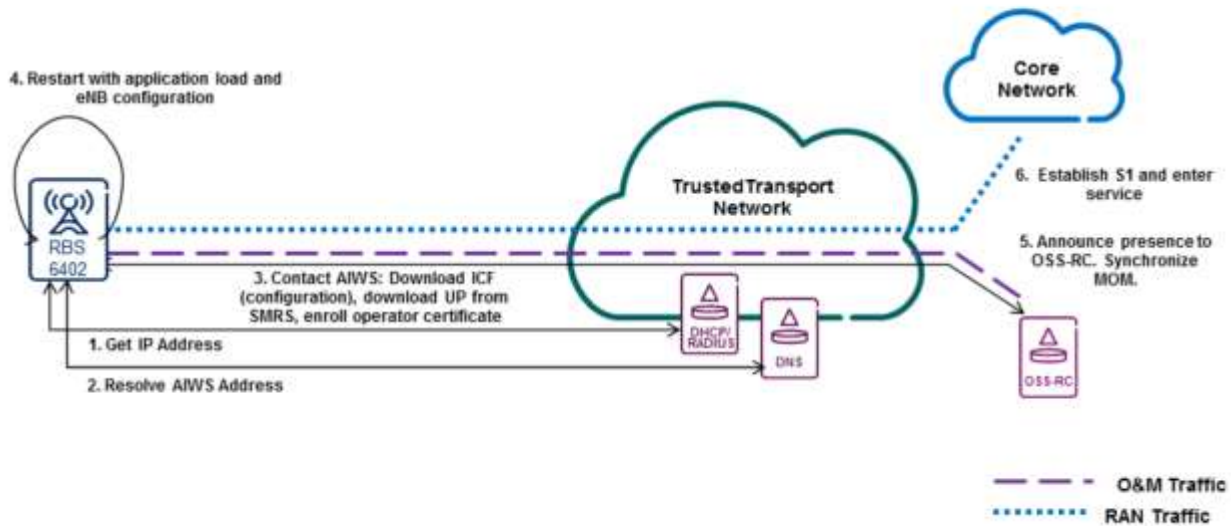 4. Restart with application load and
eNB configuration
Core
Network
Trusted Transport
Network
6. Establish S1 and enter
service
RBS
6402
5. Announce presence to
OSS-RC. Synchronize
MOM.
3. Contact AIWS: Download ICF
(configuration), download UP from
SMRS, enroll operator certificate
DHCP/
RADIUS
1. Get IP Address
DNS
2. Resolve AIWS Address
OSS-RC
O&M Traffic
RAN Traffic